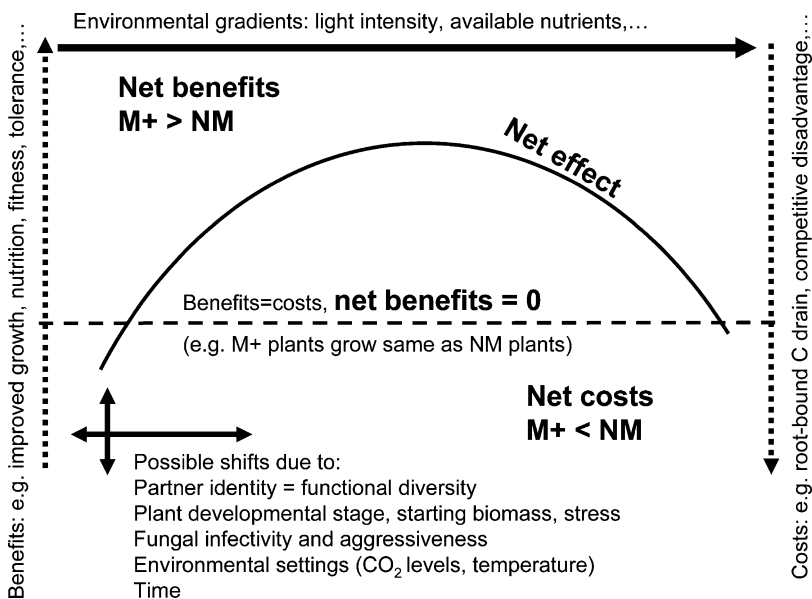 Environmental gradients: light intensity, available nutrients,...
Benefits: e.g. improved growth, nutrition, fitness, tolerance,...
Costs: e.g. root-bound C drain, competitive disadvantage,...
Net benefits
M+ > NM
Net effect
Benefits=costs, net benefits = 0
(e.g. M+ plants grow same as NM plants)
Net costs
M+ < NM
Possible shifts due to:
Partner identity = functional diversity
Plant developmental stage, starting biomass, stress
Fungal infectivity and aggressiveness
Environmental settings (CO2 levels, temperature)
Time